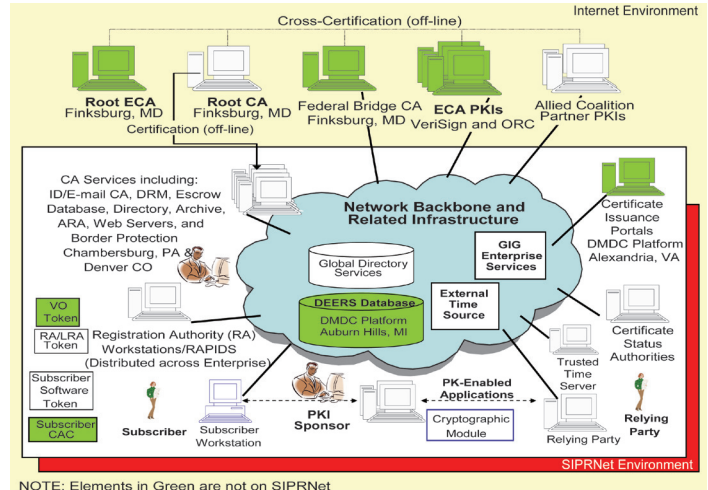 Internet Environment
Cross-Certification (off-line)
Root ECA
Finksburg, MD
Root CA
Finksburg, MD
Federal Bridge CA
Finksburg, MD
ECA PKIs
VeriSign and ORC
Allied Coalition
Partner PKIs
Certification (off-line)
CA Services including:
ID/E-mail CA, DRM, Escrow
Database, Directory, Archive,
ARA, Web Servers, and
Border Protection
Chambersburg, PA &
Denver CO
Network Backbone and
Related Infrastructure
Global Directory
Services
GIG
Enterprise
Services
DEERS Database
DMDC Platform
Auburn Hills, MI
External
Time
Source
Certificate
Issuance
Portals
DMDC Platform
Alexandria, VA
VO
Token
RA/LRA
Token
Subscriber
Software
Token
Subscriber
CAC
Registration Authority (RA)
Workstations/RAPIDS
(Distributed across Enterprise)
Certificate
Status
Authorities
Trusted
Time
Server
Subscriber
Subscriber
Workstation
PKI
Sponsor
PK-Enabled
Applications
Cryptographic
Module
Relying Party
Relying
Party
SIPRNet Environment
NOTE: Elements in Green are not on SIPRNet